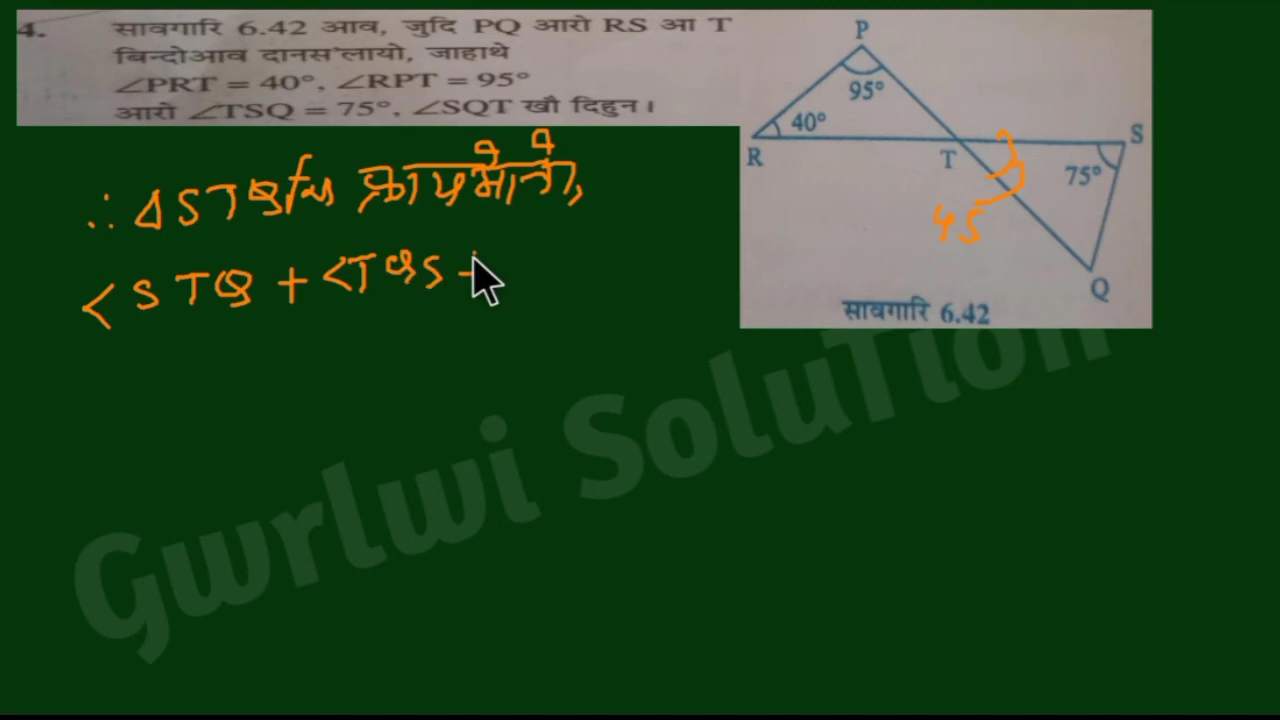 4. सावगारि 6.42 आव, जुदि PQ आरो RS आ T
बिन्दोआव दानस'लायो, जाहाथे
∠PRT = 40°, ∠RPT = 95°
आरो ∠TSQ = 75°, ∠SQT खौ दिहुन।
P
95°
40°
R
T
S
75°
45
Q
सावगारि 6.42
∴ Δ STQ नि
< STQ + <TQS +
Gwrlwi SoluTion